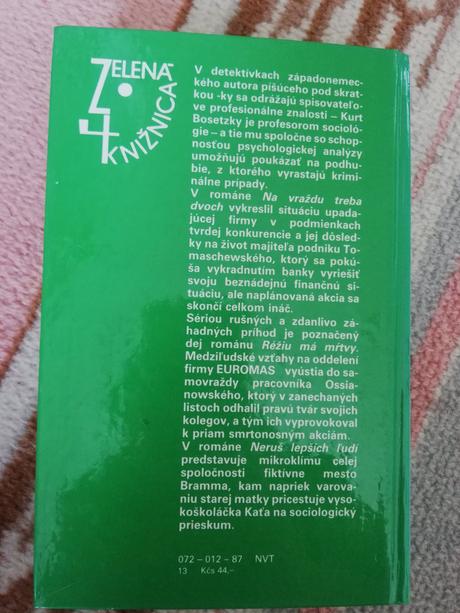 ZELENÁ
KNIŽNICA
V detektívkach západonemec-
kého autora píšúceho pod skrat-
kou -ky sa odrážajú spisovateľo-
ve profesionálne znalosti – Kurt
Bosetzky je profesorom socioló-
gie – a tie mu spoločne so schop-
nosťou psychologickej analýzy
umožňujú poukázať na podhu-
bie, z ktorého vyrastajú krimi-
nálne prípady.
V románe Na vraždu treba
dvoch vykreslil situáciu upada-
júcej firmy v podmienkach
tvrdej konkurencie a jej dôsled-
ky na život majiteľa podniku To-
maschewského, ktorý sa pokú-
ša vykradnutím banky vyriešiť
svoju beznádejnú finančnú si-
tuáciu, ale naplánovaná akcia sa
skončí celkom ináč.
Sériou rušných a zdanlivo zá-
hadných príhod je poznačený
dej románu Réžiu má mŕtvy.
Medziľudské vzťahy na oddelení
firmy EUROMAS vyústia do sa-
movraždy pracovníka Ossia-
nowského, ktorý v zanechaných
listoch odhalil pravú tvár svojich
kolegov, a tým ich vyprovokoval
k priam smrtonosným akciám.
V románe Neruš lepších ľudí
predstavuje mikroklímu celej
spoločnosti fiktívne mesto
Bramma, kam napriek varova-
niu starej matky pricestuje vyso-
koškoláčka Kaťa na sociologický
prieskum.
072 – 012 – 87 NVT
13 Kčs 44,–